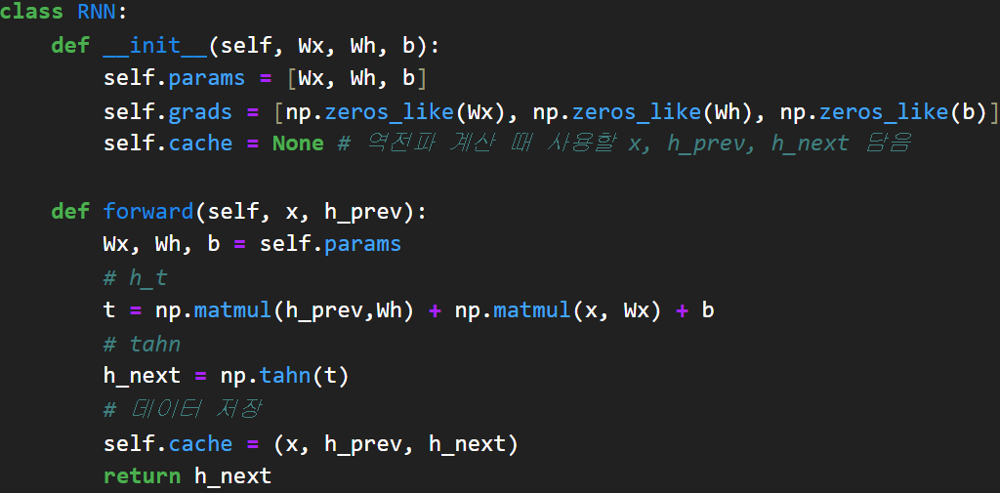 class RNN:
    def __init__(self, Wx, Wh, b):
        self.params = [Wx, Wh, b]
        self.grads = [np.zeros_like(Wx), np.zeros_like(Wh), np.zeros_like(b)]
        self.cache = None # 역전파 계산 때 사용할 x, h_prev, h_next 담음
    def forward(self, x, h_prev):
        Wx, Wh, b = self.params
        # h_t
        t = np.matmul(h_prev,Wh) + np.matmul(x, Wx) + b
        # tahn
        h_next = np.tahn(t)
        # 데이터 저장
        self.cache = (x, h_prev, h_next)
        return h_next